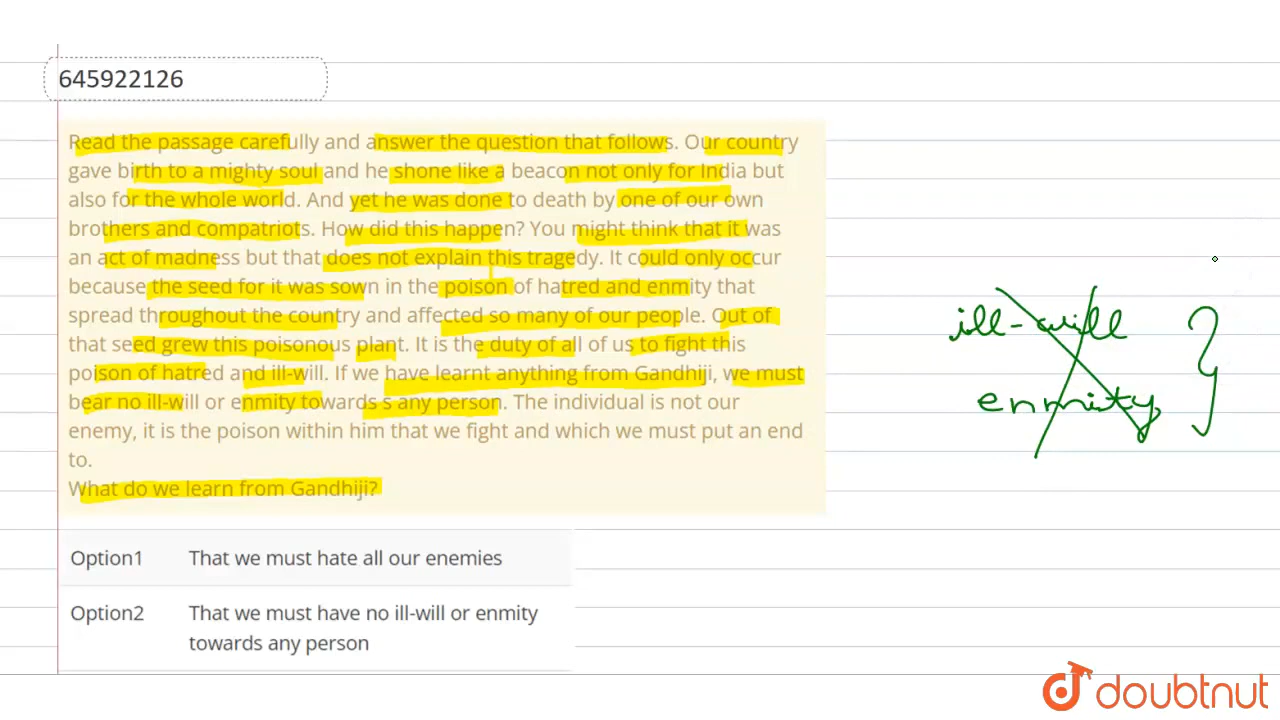 645922126
Read the passage carefully and answer the question that follows. Our country
gave birth to a mighty soul and he shone like a beacon not only for India but
also for the whole world. And yet he was done to death by one of our own
brothers and compatriots. How did this happen? You might think that it was
an act of madness but that does not explain this tragedy. It could only occur
because the seed for it was sown in the poison of hatred and enmity that
spread throughout the country and affected so many of our people. Out of
that seed grew this poisonous plant. It is the duty of all of us to fight this
poison of hatred and ill-will. If we have learnt anything from Gandhiji, we must
bear no ill-will or enmity towards s any person. The individual is not our
enemy, it is the poison within him that we fight and which we must put an end
to.
What do we learn from Gandhiji?
ill-will
enmity
Option1 That we must hate all our enemies
Option2 That we must have no ill-will or enmity
towards any person
doubtnut